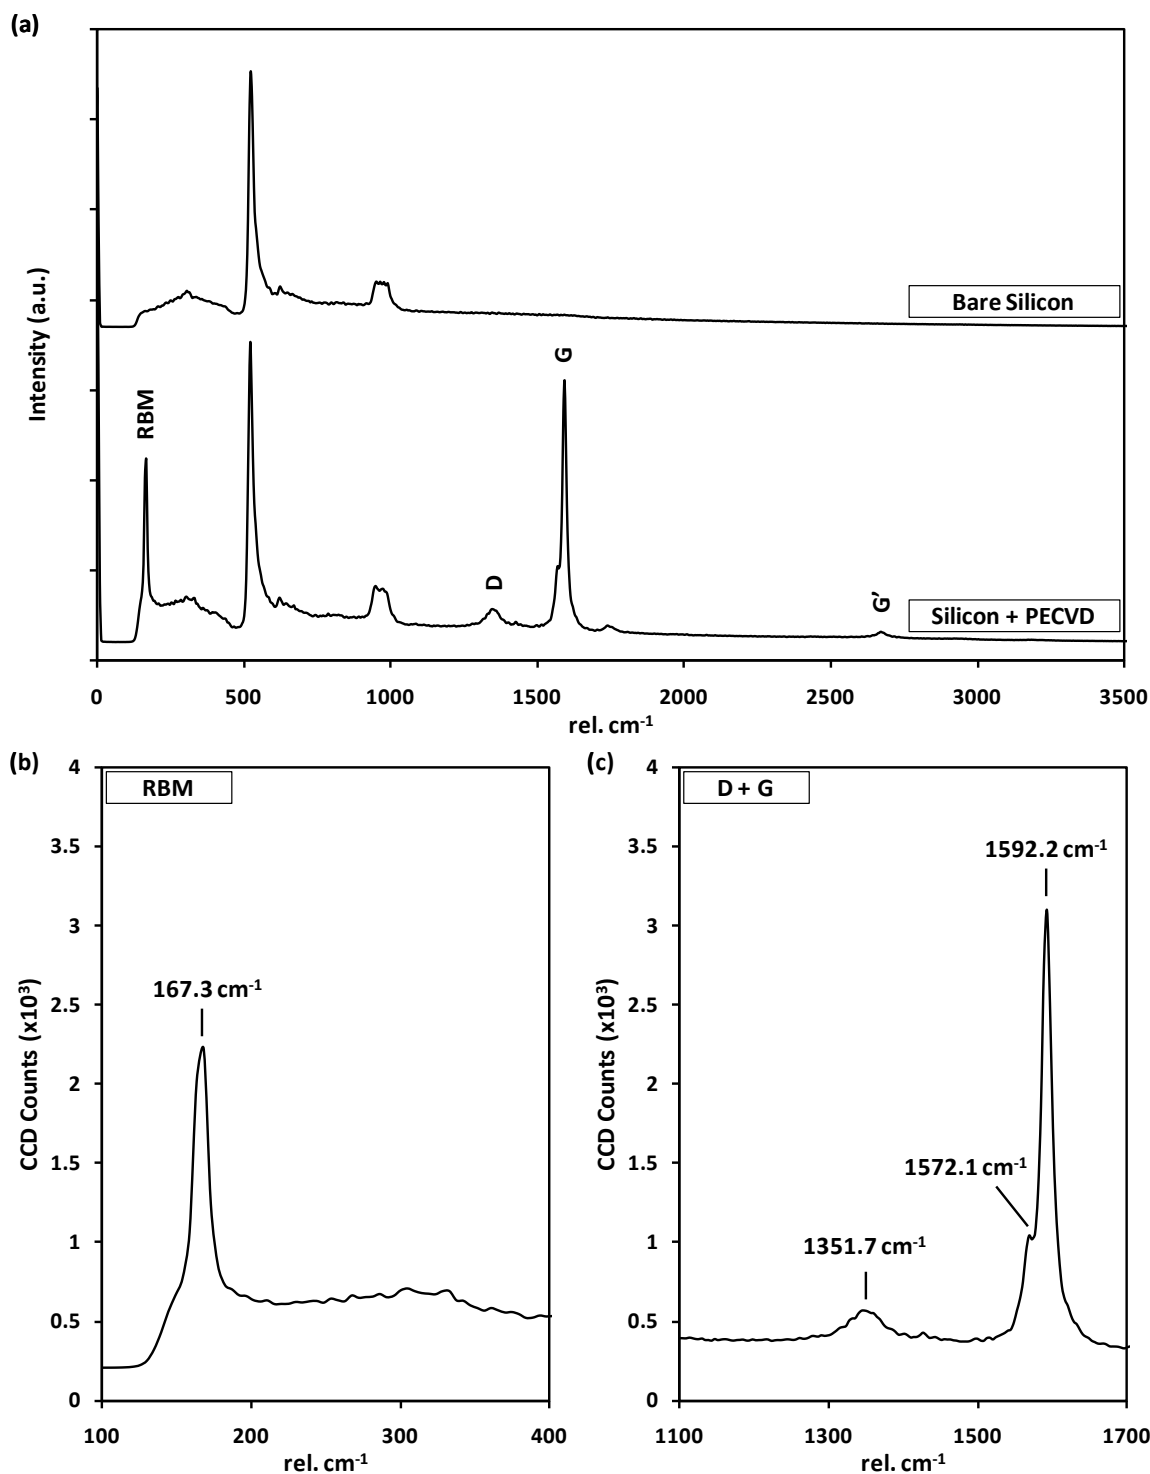 (a)
Intensity (a.u.)
Bare Silicon
RBM
D
G
G'
Silicon + PECVD
0 500 1000 1500 2000 2500 3000 3500
rel. cm⁻¹
(b)
RBM
4
3.5
3
2.5
2
1.5
1
0.5
0
CCD Counts (x10³)
167.3 cm⁻¹
100 200 300 400
rel. cm⁻¹
(c)
D + G
4
3.5
3
2.5
2
1.5
1
0.5
0
CCD Counts (x10³)
1592.2 cm⁻¹
1572.1 cm⁻¹
1351.7 cm⁻¹
1100 1300 1500 1700
rel. cm⁻¹